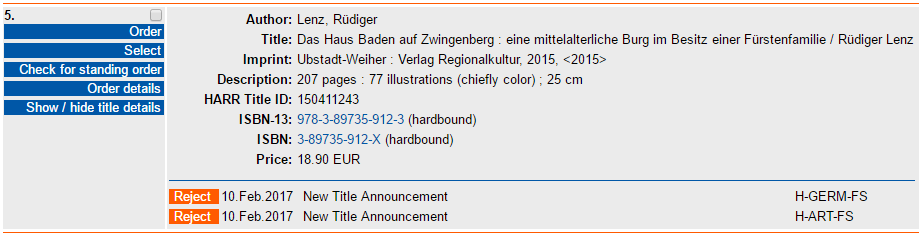 5.
Order
Select
Check for standing order
Order details
Show / hide title details
Author: Lenz, Rüdiger
Title: Das Haus Baden auf Zwingenberg : eine mittelalterliche Burg im Besitz einer Fürstenfamilie / Rüdiger Lenz
Imprint: Ubstadt-Weiher : Verlag Regionalkultur, 2015, <2015>
Description: 207 pages : 77 illustrations (chiefly color) ; 25 cm
HARR Title ID: 150411243
ISBN-13: 978-3-89735-912-3 (hardbound)
ISBN: 3-89735-912-X (hardbound)
Price: 18.90 EUR
Reject 10.Feb.2017 New Title Announcement H-GERM-FS
Reject 10.Feb.2017 New Title Announcement H-ART-FS